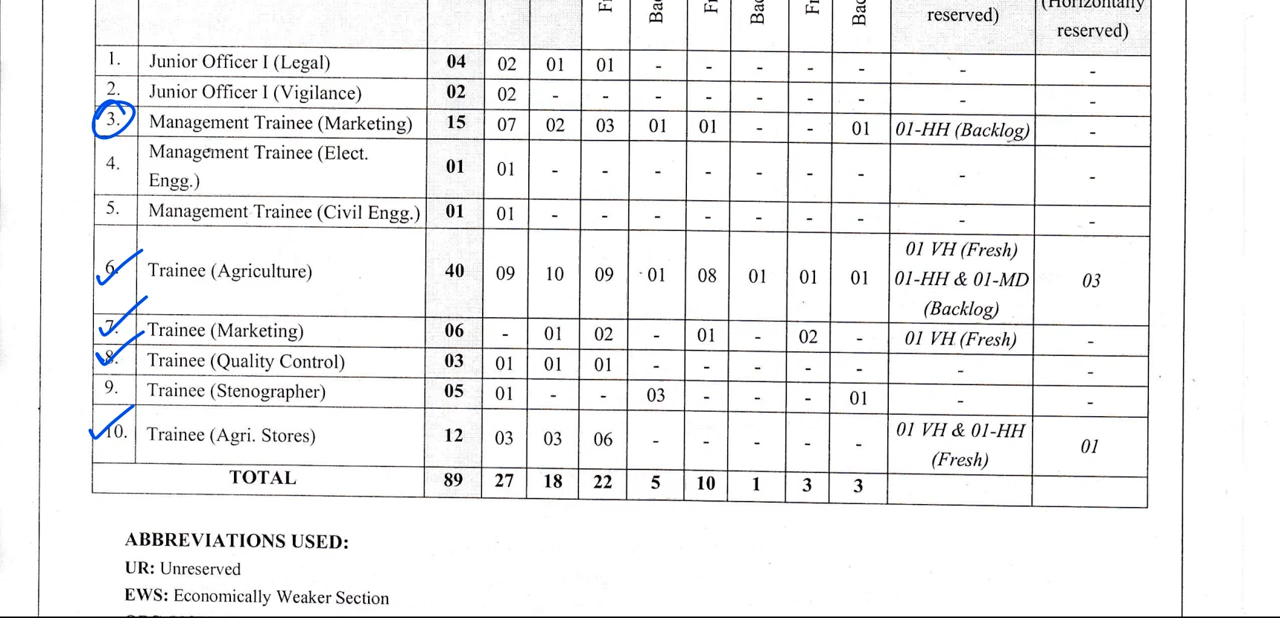 reserved) (Horizontally
reserved)
1. Junior Officer I (Legal) 04 02 01 01 - - - - - - -
2. Junior Officer I (Vigilance) 02 02 - - - - - - - - -
3. Management Trainee (Marketing) 15 07 02 03 01 01 - - 01 01-HH (Backlog) -
4. Management Trainee (Elect.
Engg.) 01 01 - - - - - - - - -
5. Management Trainee (Civil Engg.) 01 01 - - - - - - - - -
6. Trainee (Agriculture) 40 09 10 09 01 08 01 01 01 01 VH (Fresh)
01-HH & 01-MD
(Backlog) 03
7. Trainee (Marketing) 06 - 01 02 - 01 - 02 - 01 VH (Fresh) -
8. Trainee (Quality Control) 03 01 01 01 - - - - - - -
9. Trainee (Stenographer) 05 01 - - 03 - - - 01 - -
10. Trainee (Agri. Stores) 12 03 03 06 - - - - - 01 VH & 01-HH
(Fresh) 01
TOTAL 89 27 18 22 5 10 1 3 3
ABBREVIATIONS USED:
UR: Unreserved
EWS: Economically Weaker Section